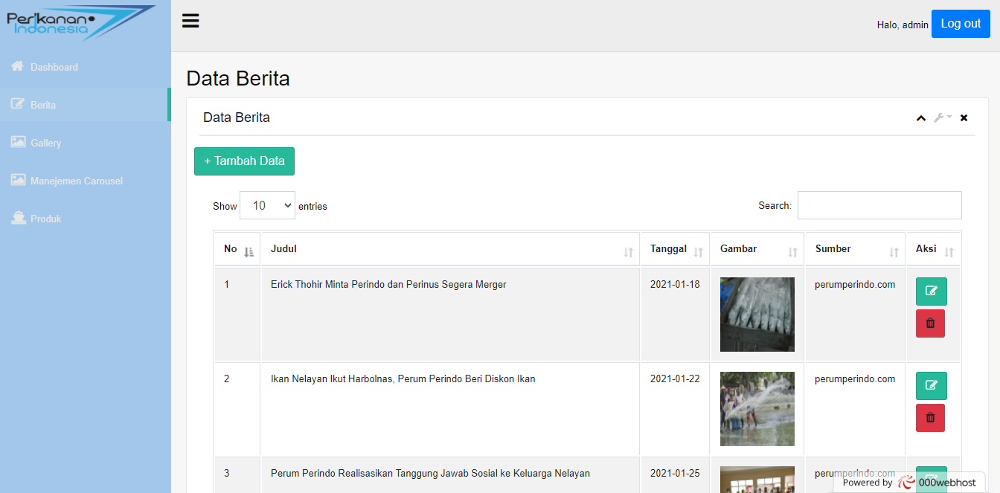 Perikanan
Indonesia
Halo, admin
Log out
Dashboard
Berita
Gallery
Manejemen Carousel
Produk
Data Berita
Data Berita
+ Tambah Data
Show 10 entries
Search:
No Judul Tanggal Gambar Sumber Aksi
1 Erick Thohir Minta Perindo dan Perinus Segera Merger 2021-01-18 perumperindo.com
2 Ikan Nelayan Ikut Harbolnas, Perum Perindo Beri Diskon Ikan 2021-01-22 perumperindo.com
3 Perum Perindo Realisasikan Tanggung Jawab Sosial ke Keluarga Nelayan 2021-01-25 perumperindo.com
Powered by 000webhost